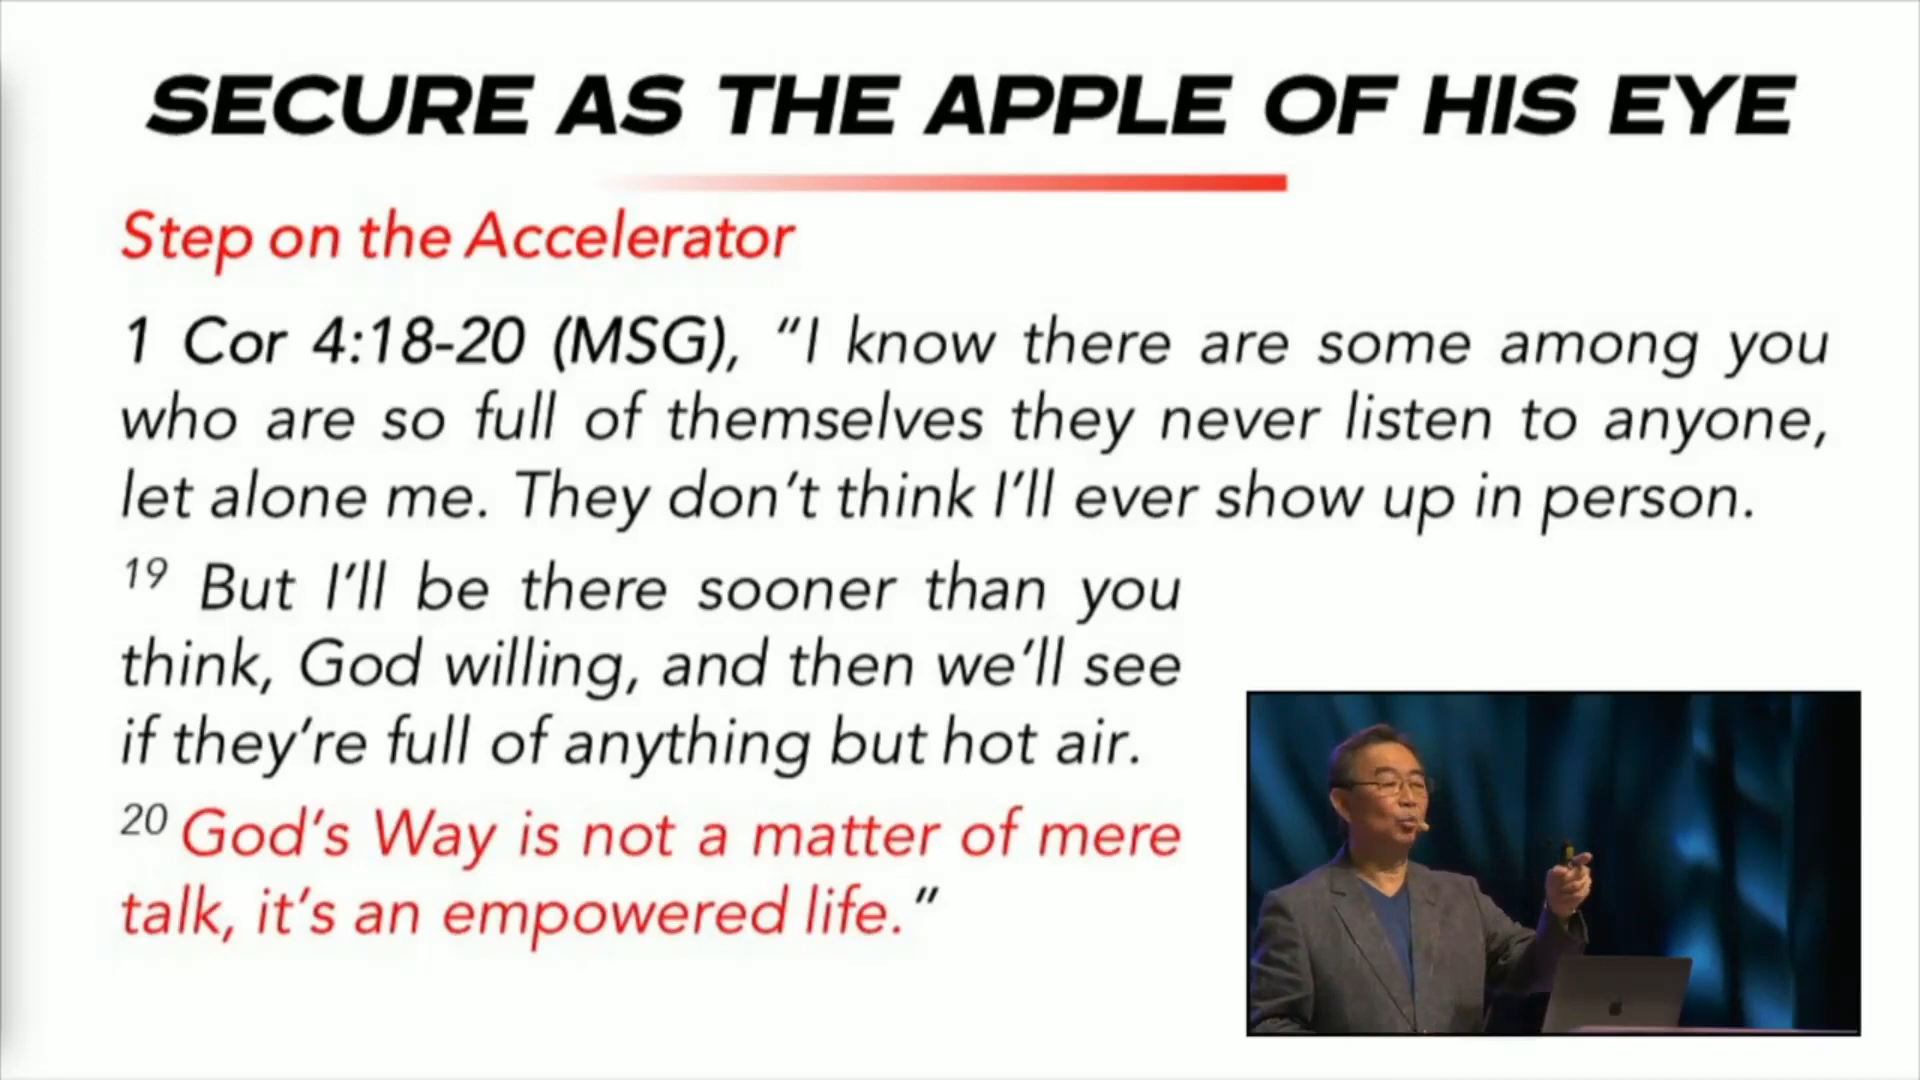 SECURE AS THE APPLE OF HIS EYE
Step on the Accelerator
1 Cor 4:18-20 (MSG), “I know there are some among you
who are so full of themselves they never listen to anyone,
let alone me. They don’t think I’ll ever show up in person.
19 But I’ll be there sooner than you
think, God willing, and then we’ll see
if they’re full of anything but hot air.
20 God’s Way is not a matter of mere
talk, it’s an empowered life.”